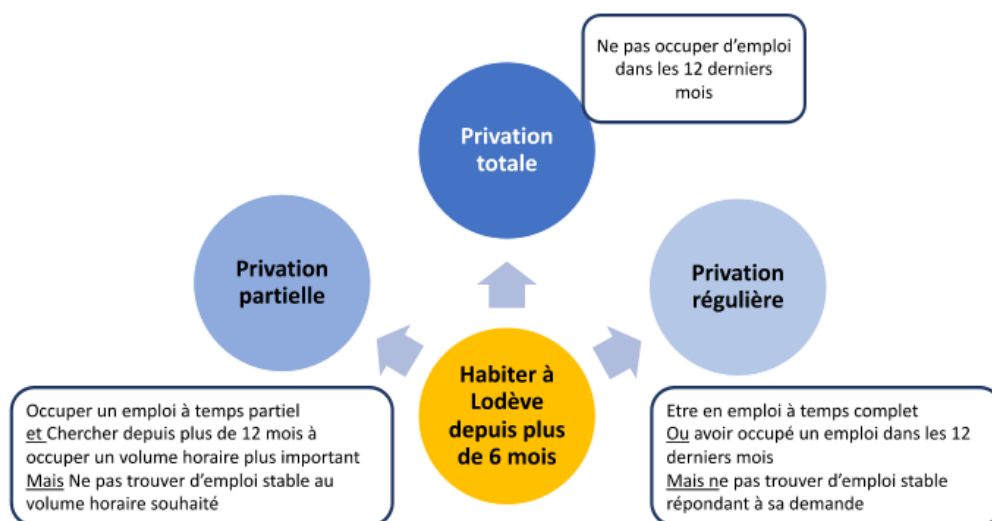 Ne pas occuper d'emploi
dans les 12 derniers
mois
Privation
totale
Privation
partielle
Privation
régulière
Habiter à
Lodève
depuis plus
de 6 mois
Occuper un emploi à temps partiel
et Chercher depuis plus de 12 mois à
occuper un volume horaire plus important
Mais Ne pas trouver d'emploi stable au
volume horaire souhaité
Etre en emploi à temps complet
Ou avoir occupé un emploi dans les 12
derniers mois
Mais ne pas trouver d'emploi stable
répondant à sa demande